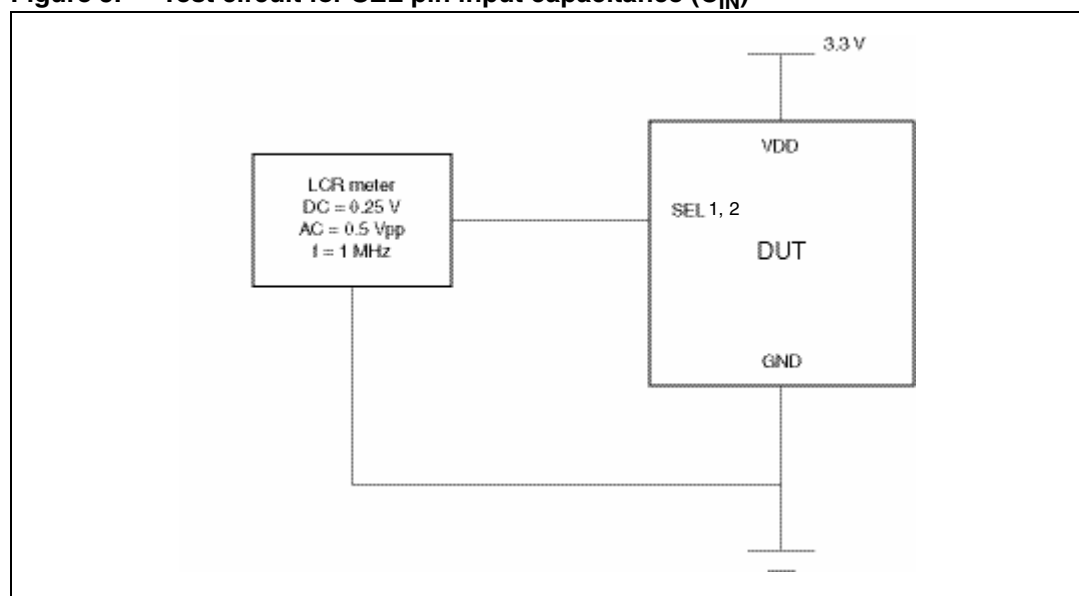 Test circuit for SEL pin input capacitance (CIN)
3.3 V
VDD
LCR meter
DC = 0.25 V
AC = 0.5 Vpp
f = 1 MHz
SEL 1, 2
DUT
GND